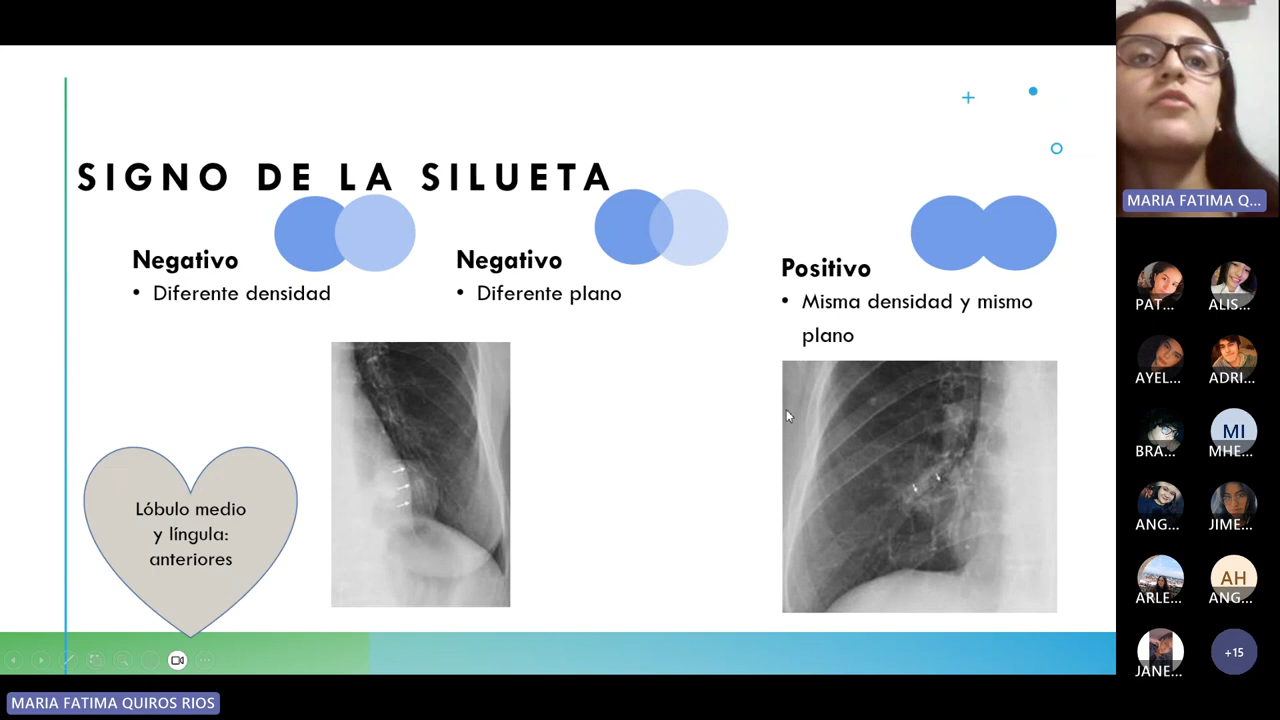 SIGNO DE LA SILUETA
Negativo
• Diferente densidad
Negativo
• Diferente plano
Positivo
• Misma densidad y mismo
plano
Lóbulo medio
y língula:
anteriores
MARIA FATIMA QUIROS RIOS
MARIA FATIMA Q...
PAT...
ALIS...
AYEL...
ADRI...
BRA...
MI
MHE...
ANG...
JIME...
ARLE...
AH
ANG...
JANE...
+15